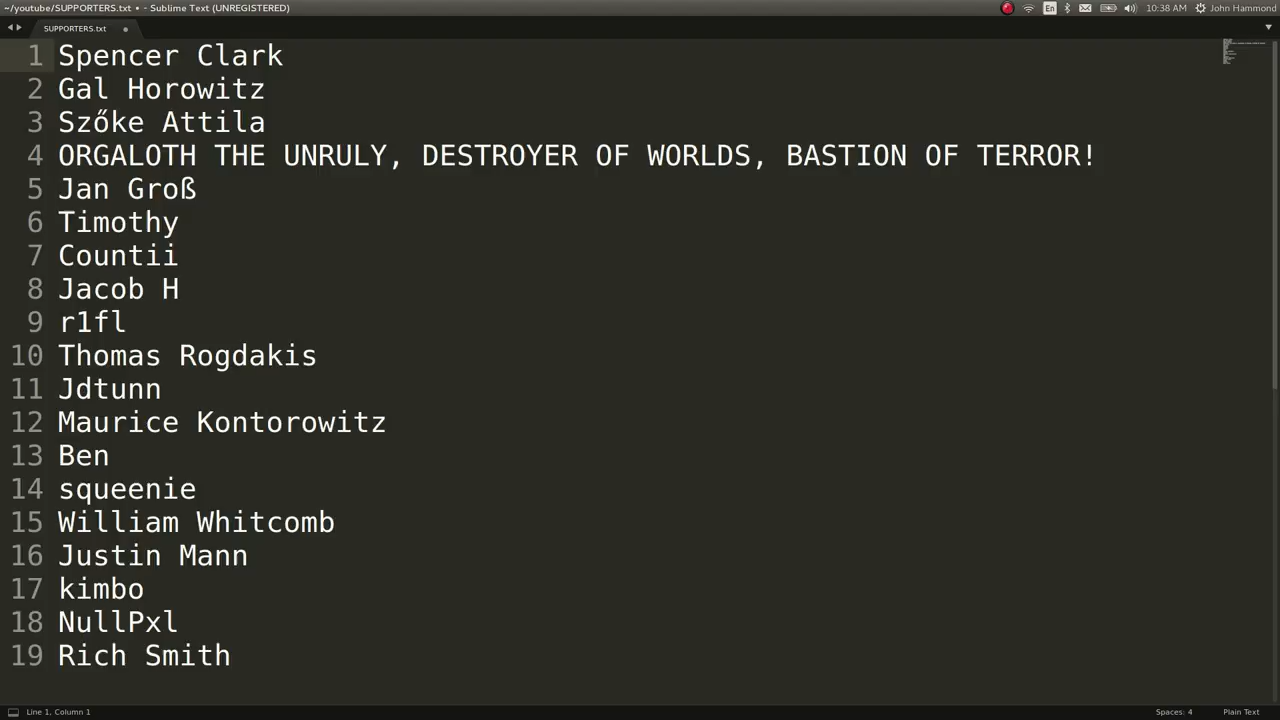 ~/youtube/SUPPORTERS.txt • - Sublime Text (UNREGISTERED)
En
10:38 AM
John Hammond
SUPPORTERS.txt
1 Spencer Clark
2 Gal Horowitz
3 Szőke Attila
4 ORGALOTH THE UNRULY, DESTROYER OF WORLDS, BASTION OF TERROR!
5 Jan Groß
6 Timothy
7 Countii
8 Jacob H
9 r1fl
10 Thomas Rogdakis
11 Jdtunn
12 Maurice Kontorowitz
13 Ben
14 squeenie
15 William Whitcomb
16 Justin Mann
17 kimbo
18 NullPxl
19 Rich Smith
Line 1, Column 1
Spaces: 4
Plain Text